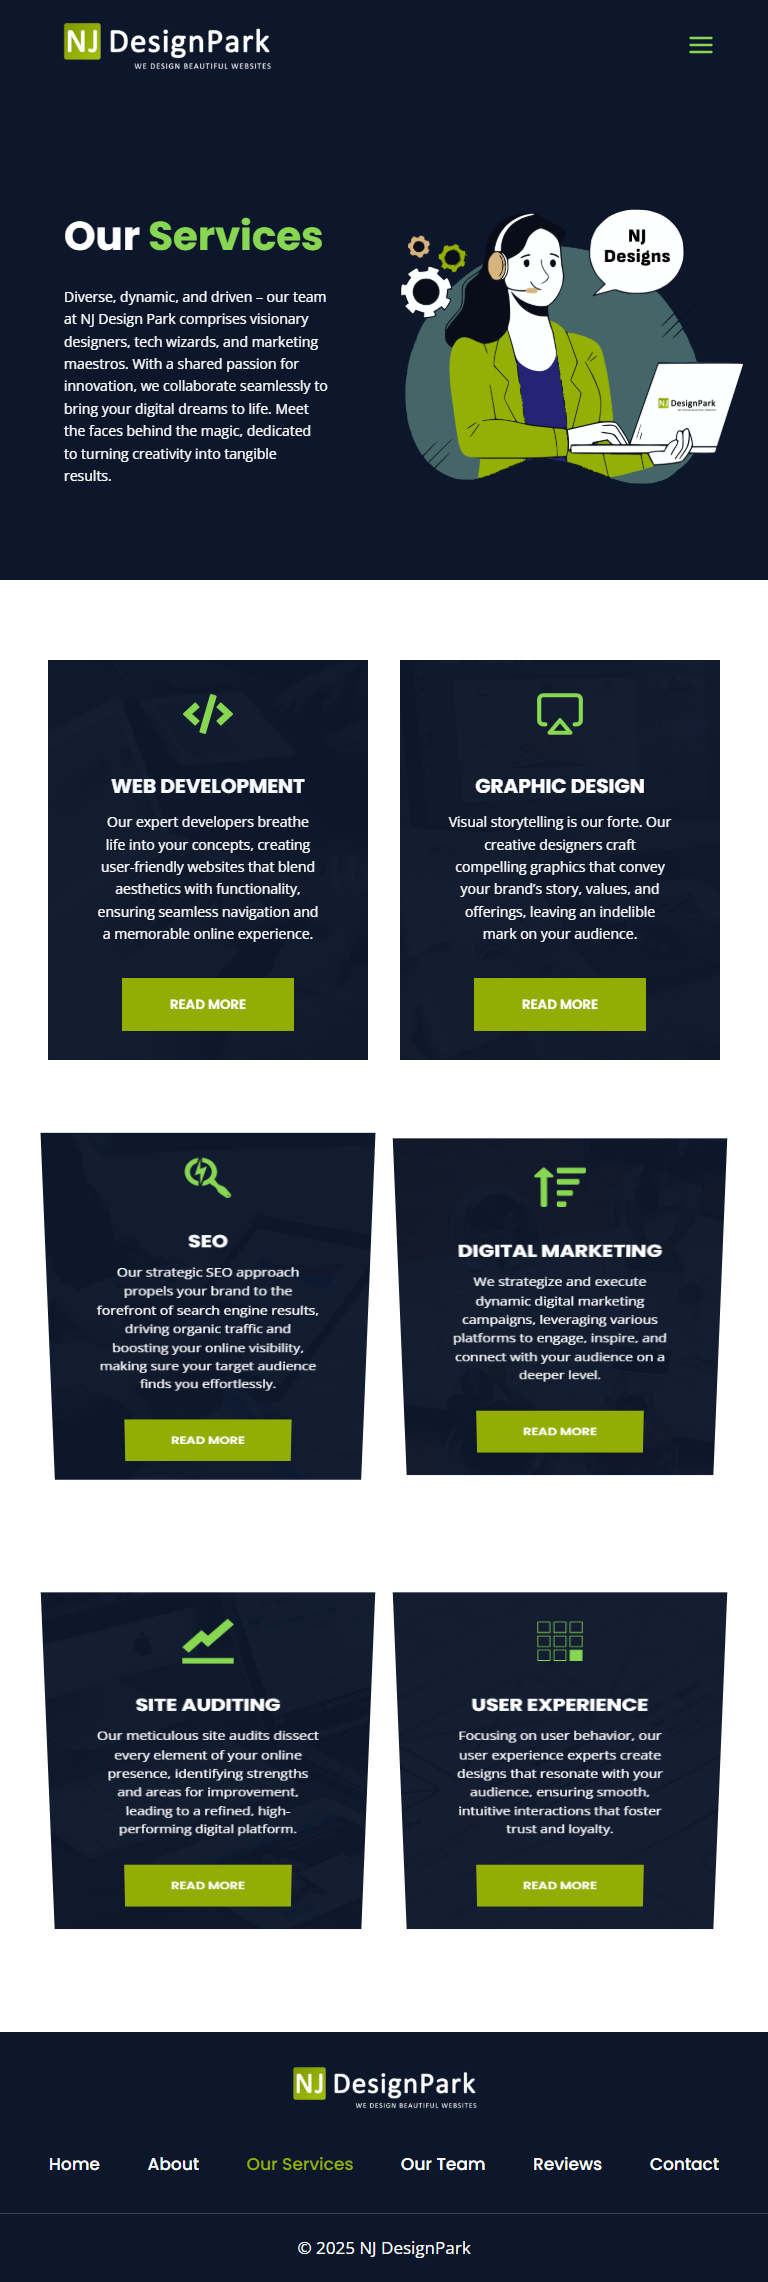 NJ DesignPark
WE DESIGN BEAUTIFUL WEBSITES
Our Services
Diverse, dynamic, and driven – our team
at NJ Design Park comprises visionary
designers, tech wizards, and marketing
maestros. With a shared passion for
innovation, we collaborate seamlessly to
bring your digital dreams to life. Meet
the faces behind the magic, dedicated
to turning creativity into tangible
results.
NJ
Designs
NJ DesignPark
WEB DEVELOPMENT
Our expert developers breathe
life into your concepts, creating
user-friendly websites that blend
aesthetics with functionality,
ensuring seamless navigation and
a memorable online experience.
READ MORE
GRAPHIC DESIGN
Visual storytelling is our forte. Our
creative designers craft
compelling graphics that convey
your brand’s story, values, and
offerings, leaving an indelible
mark on your audience.
READ MORE
SEO
Our strategic SEO approach
propels your brand to the
forefront of search engine results,
driving organic traffic and
boosting your online visibility,
making sure your target audience
finds you effortlessly.
READ MORE
DIGITAL MARKETING
We strategize and execute
dynamic digital marketing
campaigns, leveraging various
platforms to engage, inspire, and
connect with your audience on a
deeper level.
READ MORE
SITE AUDITING
Our meticulous site audits dissect
every element of your online
presence, identifying strengths
and areas for improvement,
leading to a refined, high-
performing digital platform.
READ MORE
USER EXPERIENCE
Focusing on user behavior, our
user experience experts create
designs that resonate with your
audience, ensuring smooth,
intuitive interactions that foster
trust and loyalty.
READ MORE
NJ DesignPark
WE DESIGN BEAUTIFUL WEBSITES
Home About Our Services Our Team Reviews Contact
© 2025 NJ DesignPark